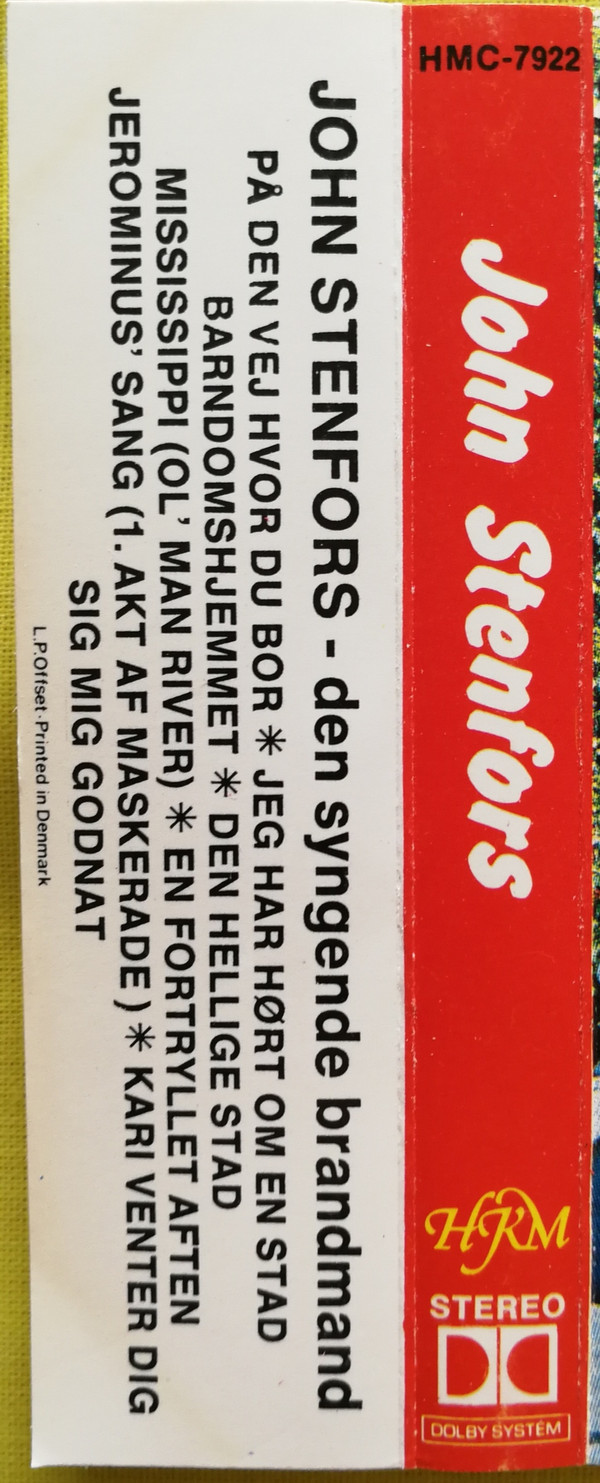 HMC-7922
John Stenfors
HKM
STEREO
DOLBY SYSTEM
JOHN STENFORS - den syngende brandmand
PÅ DEN VEJ HVOR DU BOR * JEG HAR HØRT OM EN STAD
BARNDOMSHJEMMET * DEN HELLIGE STAD
MISSISSIPPI (OL' MAN RIVER) * EN FORTRYLLET AFTEN
JEROMINUS' SANG (1. AKT AF MASKERADE) * KARI VENTER DIG
SIG MIG GODNAT
L.P.Offset · Printed in Denmark